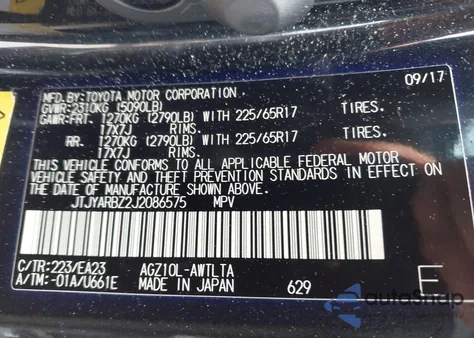 MFD.BY:TOYOTA MOTOR CORPORATION. 09/17
GVWR:2310KG (5090LB)
GAWR:FRT. 1270KG (2790LB) WITH 225/65R17 TIRES.
17X7J RIMS.
RR. 1270KG (2790LB) WITH 225/65R17 TIRES.
17X7J RIMS.
THIS VEHICLE CONFORMS TO ALL APPLICABLE FEDERAL MOTOR
VEHICLE SAFETY AND THEFT PREVENTION STANDARDS IN EFFECT
ON THE DATE OF MANUFACTURE SHOWN ABOVE.
JTJYARBZ2J2086575 MPV
C/TR:223/EA23 AGZ10L-AWTLTA
A/TM:-01A/U661E MADE IN JAPAN 629 E
autoSnap